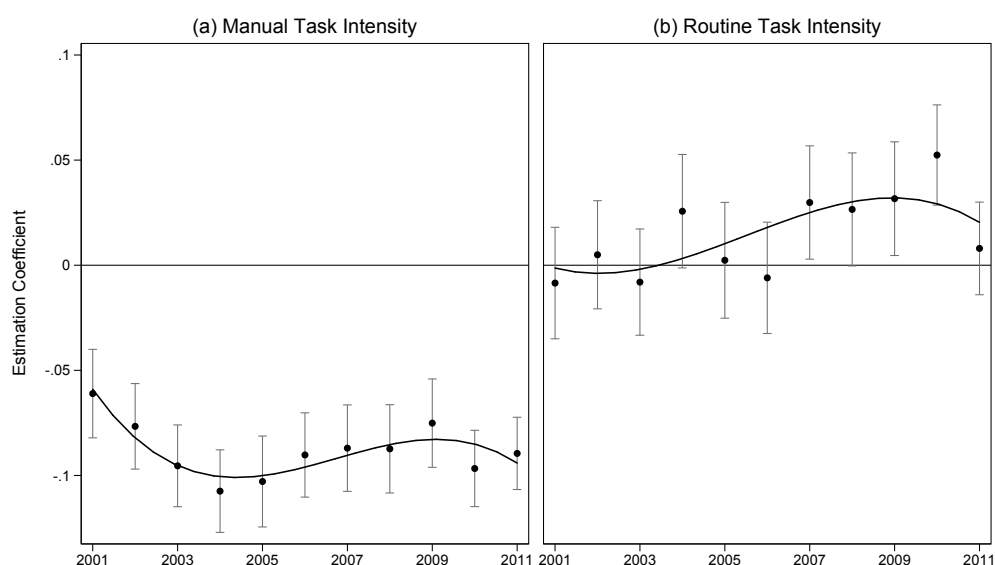 (a) Manual Task Intensity
(b) Routine Task Intensity
Estimation Coefficient
.1
.05
0
-.05
-.1
2001 2003 2005 2007 2009 2011
2001 2003 2005 2007 2009 2011